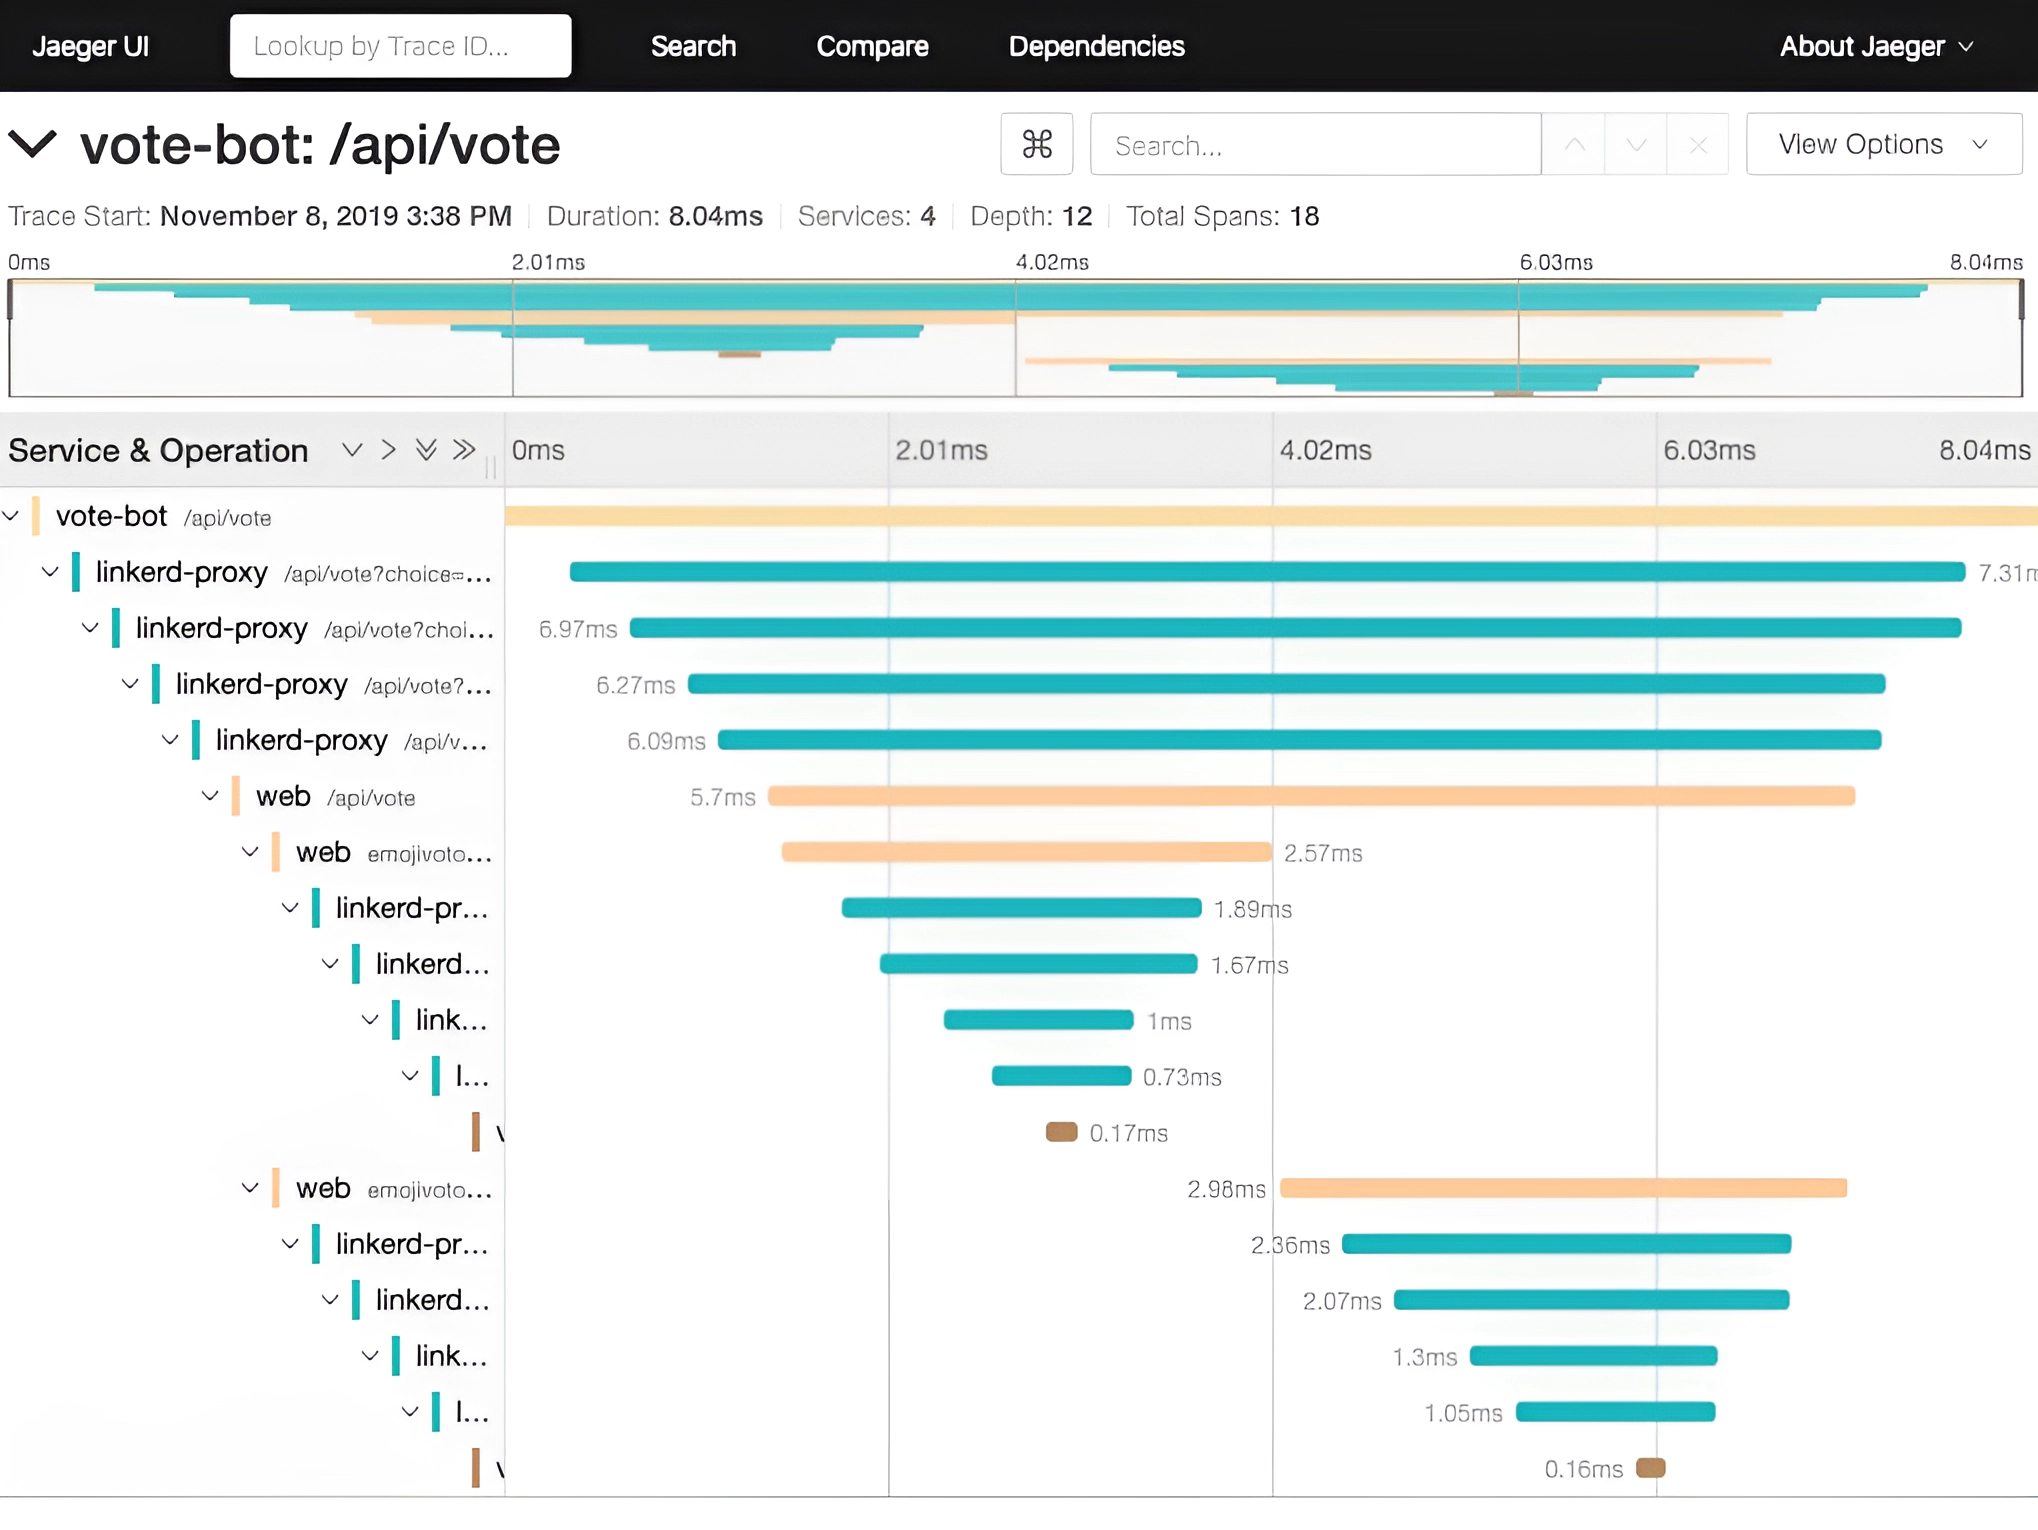 Jaeger UI Lookup by Trace ID... Search Compare Dependencies About Jaeger
vote-bot: /api/vote ⌘ Search... View Options
Trace Start: November 8, 2019 3:38 PM Duration: 8.04ms Services: 4 Depth: 12 Total Spans: 18
0ms 2.01ms 4.02ms 6.03ms 8.04ms
Service & Operation 0ms 2.01ms 4.02ms 6.03ms 8.04ms
vote-bot /api/vote
linkerd-proxy /api/vote?choice=... 7.31m
linkerd-proxy /api/vote?choi... 6.97ms
linkerd-proxy /api/vote?... 6.27ms
linkerd-proxy /api/v... 6.09ms
web /api/vote 5.7ms
web emojivoto... 2.57ms
linkerd-pr... 1.89ms
linkerd... 1.67ms
link... 1ms
l... 0.73ms
0.17ms
web emojivoto... 2.98ms
linkerd-pr... 2.36ms
linkerd... 2.07ms
link... 1.3ms
l... 1.05ms
0.16ms